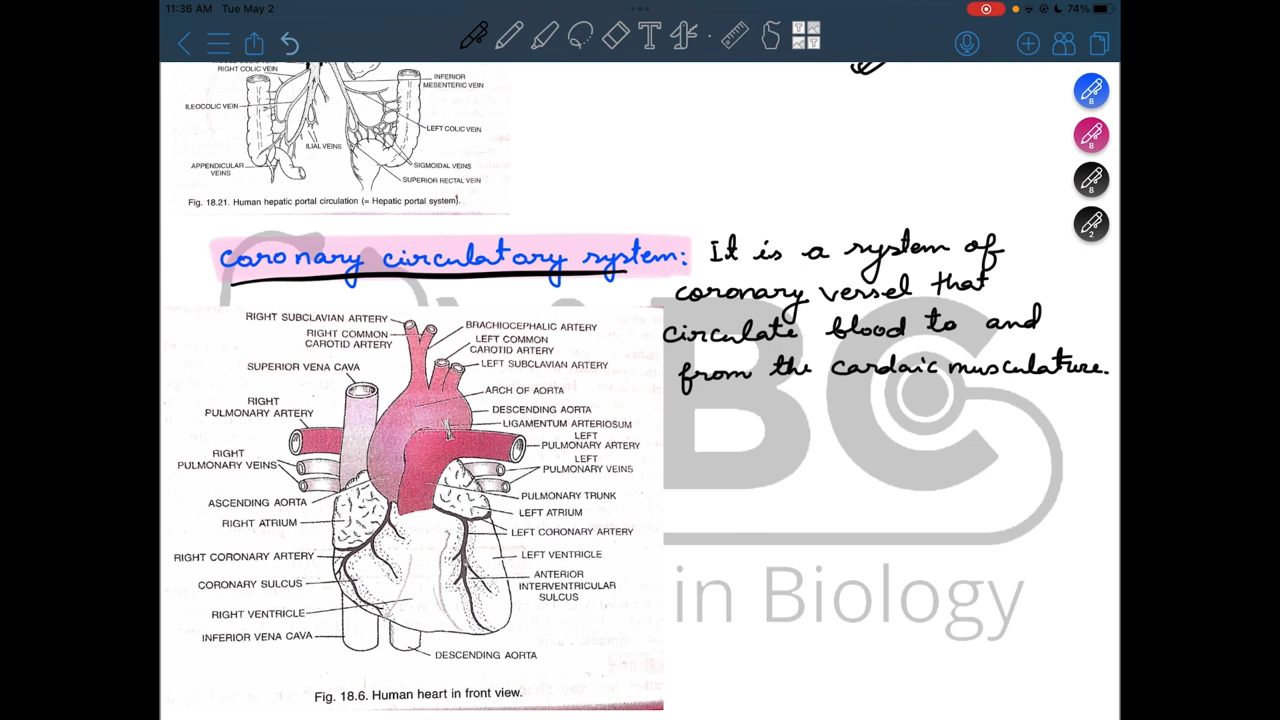 11:36 AM Tue May 2
74%
RIGHT COLIC VEIN
INFERIOR
MESENTERIC VEIN
ILEOCOLIC VEIN
LEFT COLIC VEIN
ILIAL VEINS
APPENDICULAR
VEINS
SIGMOIDAL VEINS
SUPERIOR RECTAL VEIN
Fig. 18.21. Human hepatic portal circulation (= Hepatic portal system).
coronary circulatory system: It is a system of
coronary vessel that
circulate blood to and
from the cardaic musculature.
RIGHT SUBCLAVIAN ARTERY
RIGHT COMMON
CAROTID ARTERY
SUPERIOR VENA CAVA
RIGHT
PULMONARY ARTERY
RIGHT
PULMONARY VEINS
ASCENDING AORTA
RIGHT ATRIUM
RIGHT CORONARY ARTERY
CORONARY SULCUS
RIGHT VENTRICLE
INFERIOR VENA CAVA
BRACHIOCEPHALIC ARTERY
LEFT COMMON
CAROTID ARTERY
LEFT SUBCLAVIAN ARTERY
ARCH OF AORTA
DESCENDING AORTA
LIGAMENTUM ARTERIOSUM
LEFT
PULMONARY ARTERY
LEFT
PULMONARY VEINS
PULMONARY TRUNK
LEFT ATRIUM
LEFT CORONARY ARTERY
LEFT VENTRICLE
ANTERIOR
INTERVENTRICULAR
SULCUS
DESCENDING AORTA
Fig. 18.6. Human heart in front view.
BC
in Biology
8
8
8
2